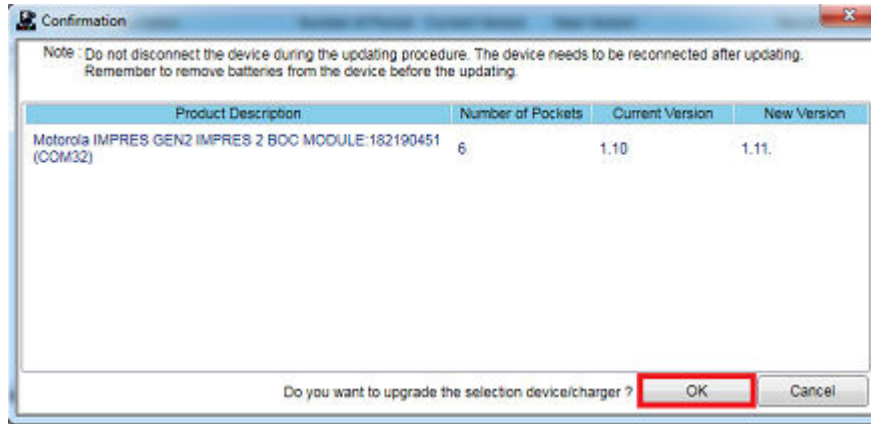 Confirmation
Note : Do not disconnect the device during the updating procedure. The device needs to be reconnected after updating.
Remember to remove batteries from the device before the updating.
Product Description Number of Pockets Current Version New Version
Motorola IMPRES GEN2 IMPRES 2 BOC MODULE:182190451 6 1.10 1.11.
(COM32)
Do you want to upgrade the selection device/charger ? OK Cancel